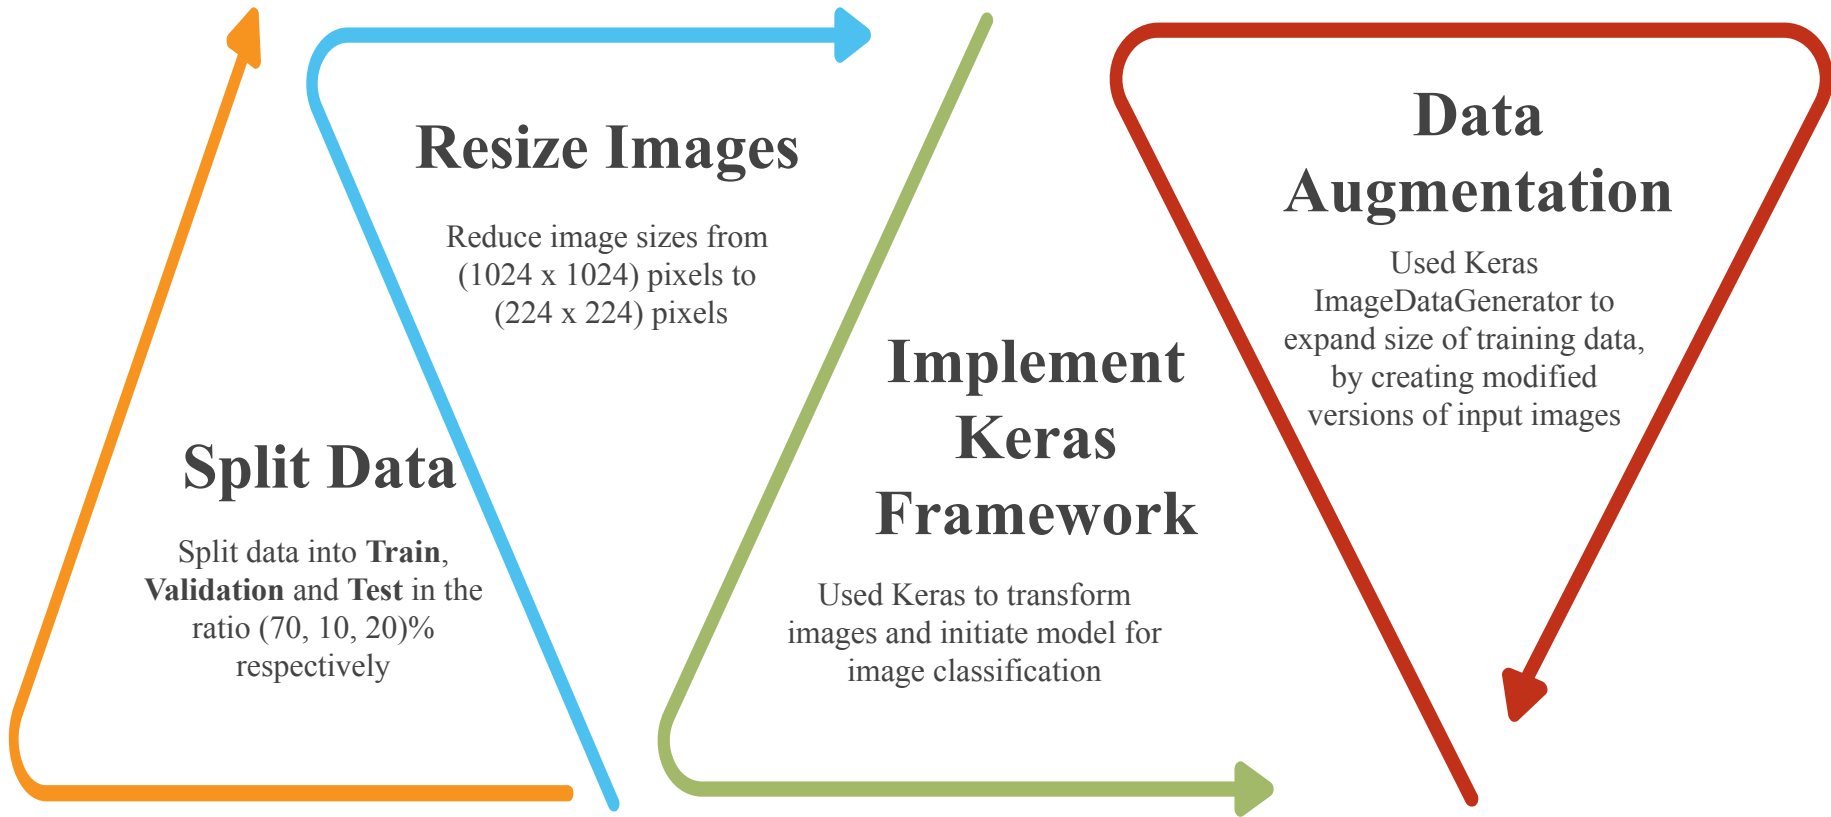 Split Data
Split data into Train,
Validation and Test in the
ratio (70, 10, 20)%
respectively
Resize Images
Reduce image sizes from
(1024 x 1024) pixels to
(224 x 224) pixels
Implement
Keras
Framework
Used Keras to transform
images and initiate model for
image classification
Data
Augmentation
Used Keras
ImageDataGenerator to
expand size of training data,
by creating modified
versions of input images